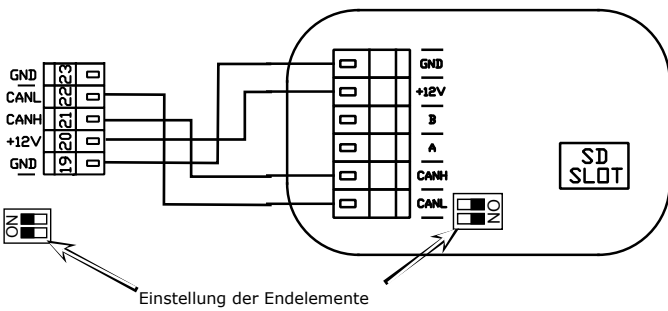 GND 23
CANL 22
CANH 21
+12V 20
GND 19
GND
+12V
B
A
CANH
CANL
SD
SLOT
ON
ON
Einstellung der Endelemente